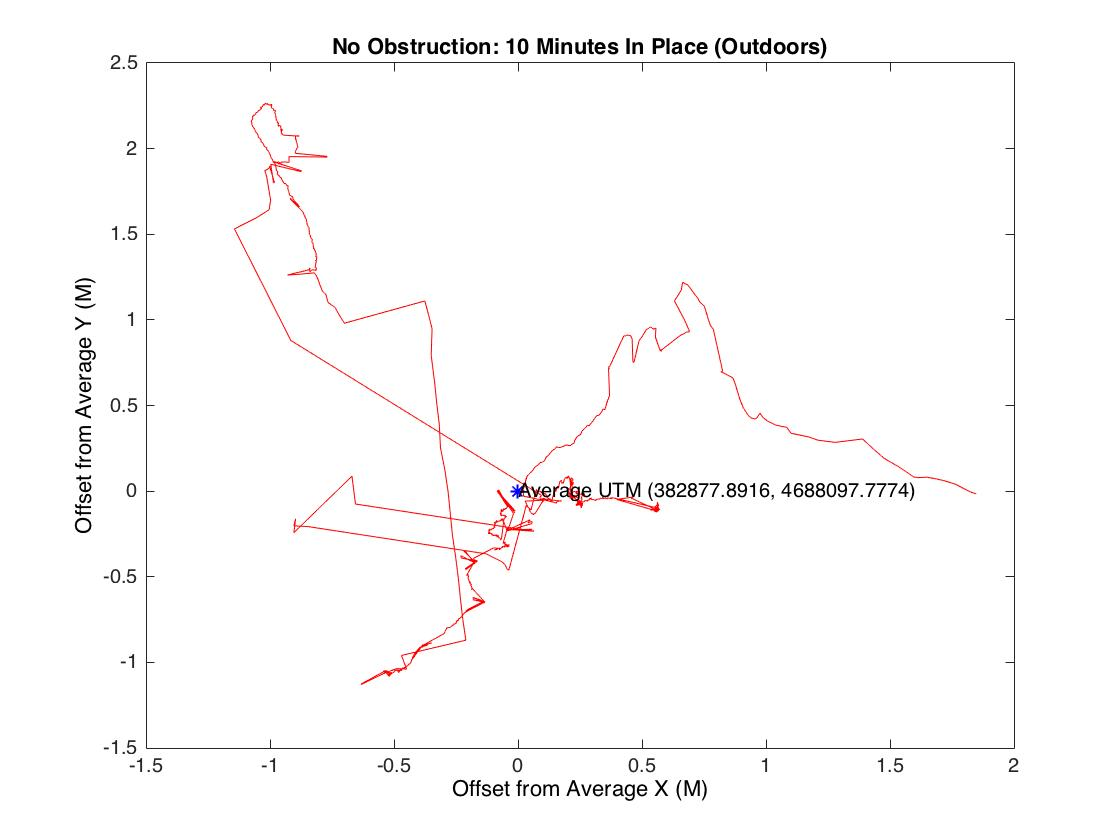 No Obstruction: 10 Minutes In Place (Outdoors)
2.5
2
1.5
1
0.5
0
-0.5
-1
-1.5
Offset from Average Y (M)
Average UTM (382877.8916, 4688097.7774)
-1.5 -1 -0.5 0 0.5 1 1.5 2
Offset from Average X (M)